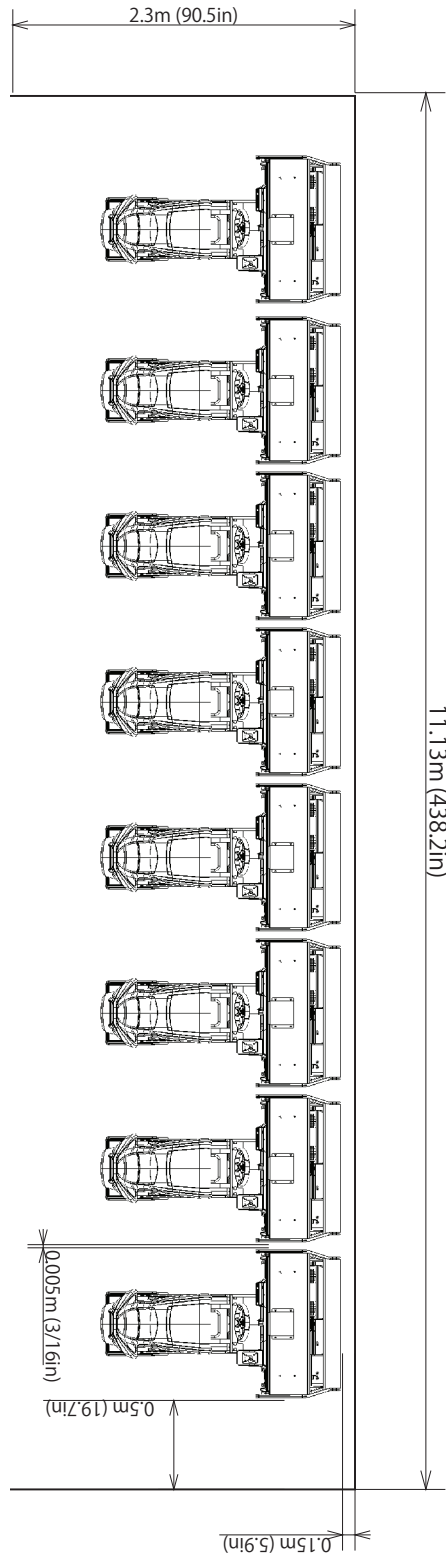 2.3m (90.5in)
11.13m (438.2in)
0.005m (3/16in)
0.5m (19.7in)
0.15m (5.9in)